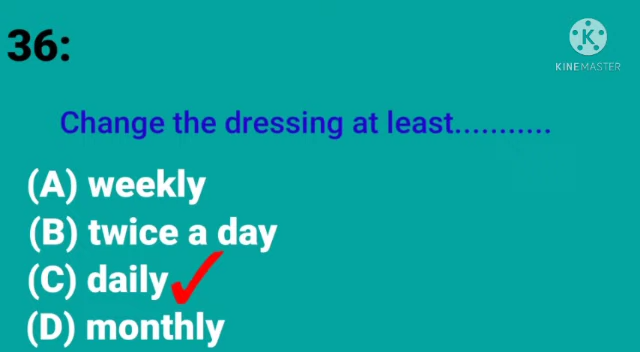 36:
K
KINEMASTER
Change the dressing at least...........
(A) weekly
(B) twice a day
(C) daily
(D) monthly